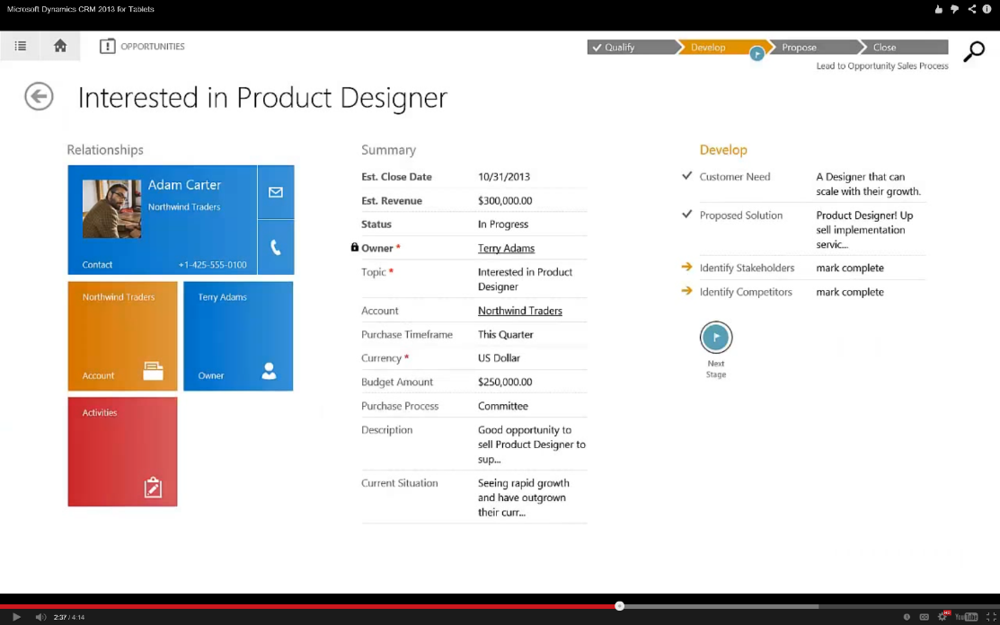 Microsoft Dynamics CRM 2013 for Tablets
OPPORTUNITIES
Qualify
Develop
Propose
Close
Lead to Opportunity Sales Process
Interested in Product Designer
Relationships
Adam Carter
Northwind Traders
Contact
+1-425-555-0100
Northwind Traders
Account
Terry Adams
Owner
Activities
Summary
Est. Close Date 10/31/2013
Est. Revenue $300,000.00
Status In Progress
Owner * Terry Adams
Topic * Interested in Product
Designer
Account Northwind Traders
Purchase Timeframe This Quarter
Currency * US Dollar
Budget Amount $250,000.00
Purchase Process Committee
Description Good opportunity to
sell Product Designer to
sup...
Current Situation Seeing rapid growth
and have outgrown
their curr...
Develop
Customer Need A Designer that can
scale with their growth.
Proposed Solution Product Designer! Up
sell implementation
servic...
Identify Stakeholders mark complete
Identify Competitors mark complete
Next
Stage
2:37 / 4:14
HD
YouTube